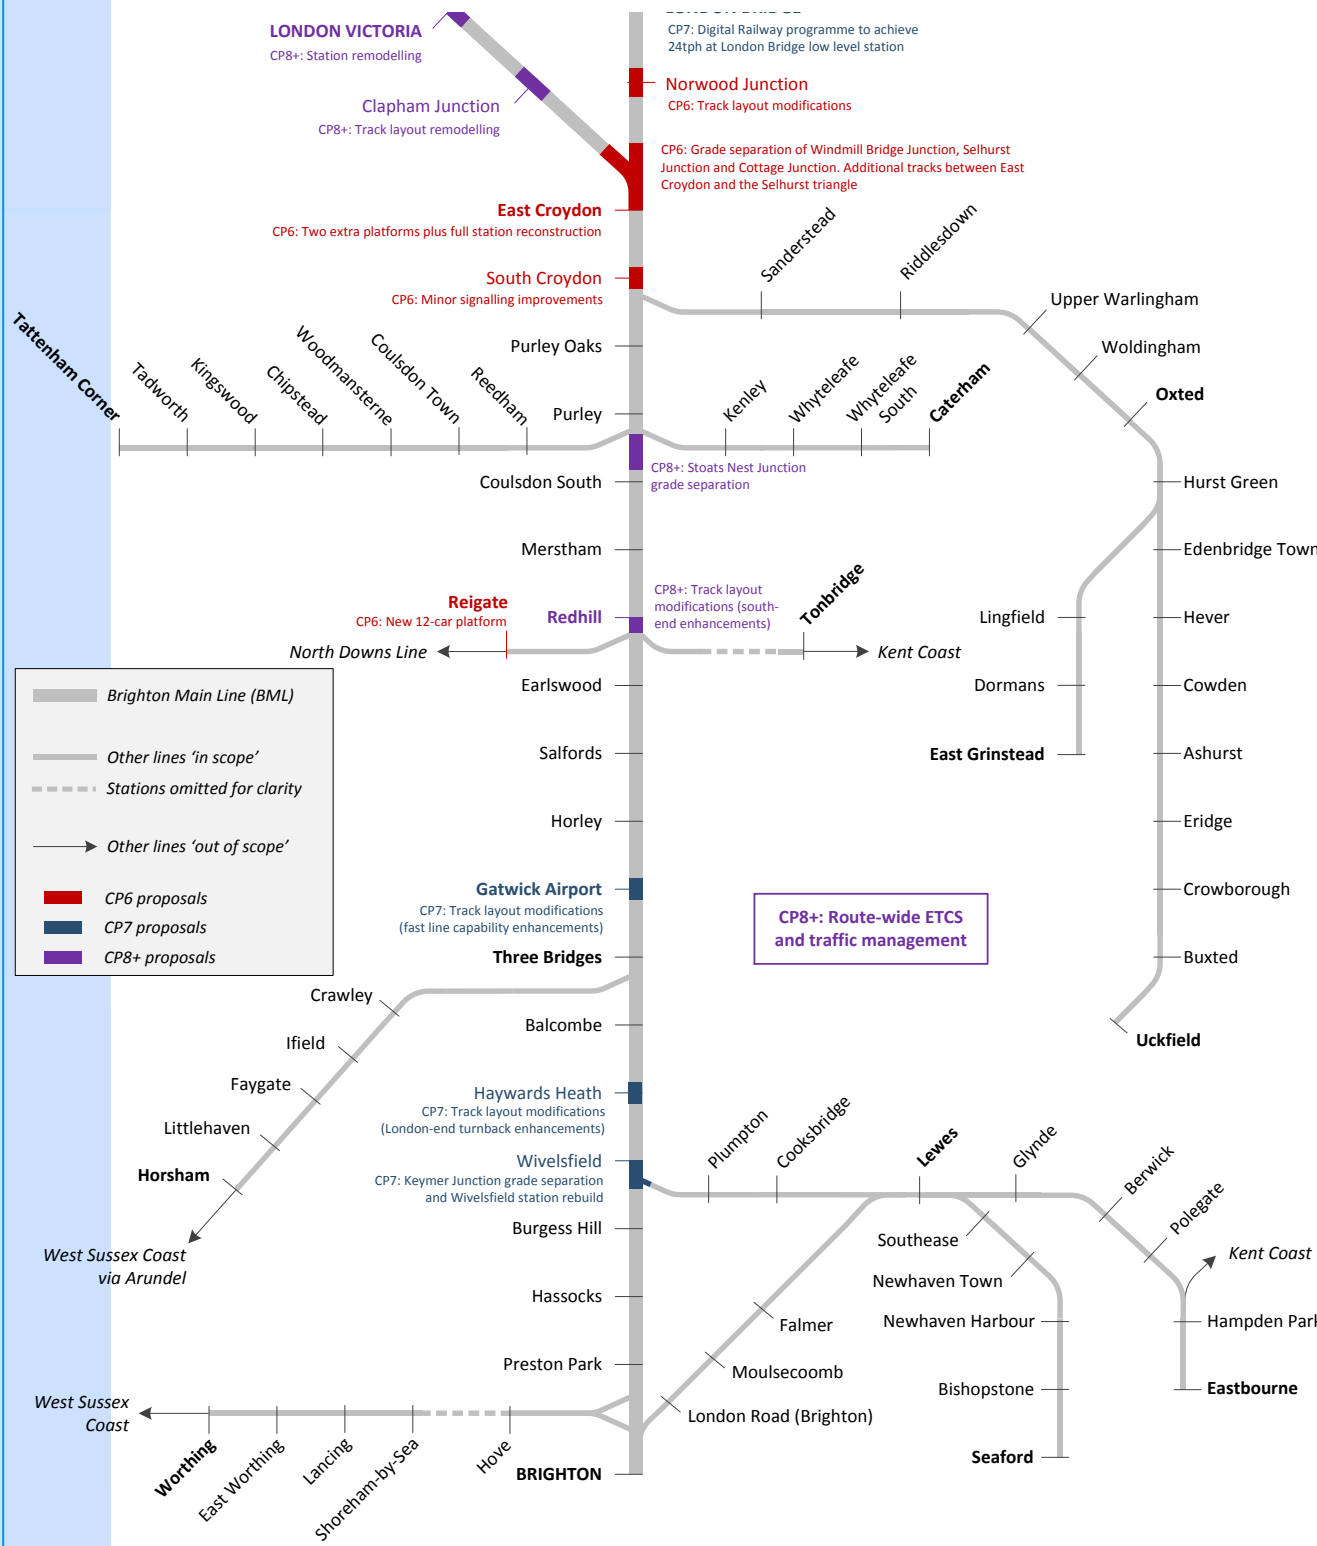 LONDON BRIDGE
LONDON VICTORIA
CP8+: Station remodelling
CP7: Digital Railway programme to achieve
24tph at London Bridge low level station
Norwood Junction
CP6: Track layout modifications
Clapham Junction
CP8+: Track layout remodelling
CP6: Grade separation of Windmill Bridge Junction, Selhurst
Junction and Cottage Junction. Additional tracks between East
Croydon and the Selhurst triangle
East Croydon
CP6: Two extra platforms plus full station reconstruction
South Croydon
CP6: Minor signalling improvements
Sanderstead
Riddlesdown
Upper Warlingham
Woldingham
Oxted
Purley Oaks
Tattenham Corner
Tadworth
Kingswood
Chipstead
Woodmansterne
Coulsdon Town
Reedham
Purley
Kenley
Whyteleafe
Whyteleafe
South
Caterham
CP8+: Stoats Nest Junction
grade separation
Coulsdon South
Hurst Green
Merstham
Edenbridge Town
Reigate
CP6: New 12-car platform
Redhill
CP8+: Track layout
modifications (south-
end enhancements)
Tonbridge
Lingfield
Hever
North Downs Line
Kent Coast
Earlswood
Dormans
Cowden
Brighton Main Line (BML)
Other lines ‘in scope’
Stations omitted for clarity
Other lines ‘out of scope’
CP6 proposals
CP7 proposals
CP8+ proposals
Salfords
East Grinstead
Ashurst
Horley
Eridge
Gatwick Airport
CP7: Track layout modifications
(fast line capability enhancements)
CP8+: Route-wide ETCS
and traffic management
Crowborough
Three Bridges
Buxted
Crawley
Balcombe
Uckfield
Ifield
Faygate
Littlehaven
Horsham
West Sussex Coast
via Arundel
Haywards Heath
CP7: Track layout modifications
(London-end turnback enhancements)
Wivelsfield
CP7: Keymer Junction grade separation
and Wivelsfield station rebuild
Plumpton
Cooksbridge
Lewes
Glynde
Berwick
Polegate
Burgess Hill
Southease
Kent Coast
Newhaven Town
Hassocks
Newhaven Harbour
Hampden Park
Falmer
Preston Park
Moulsecoomb
Bishopstone
Eastbourne
West Sussex
Coast
London Road (Brighton)
Worthing
East Worthing
Lancing
Shoreham-by-Sea
Hove
BRIGHTON
Seaford